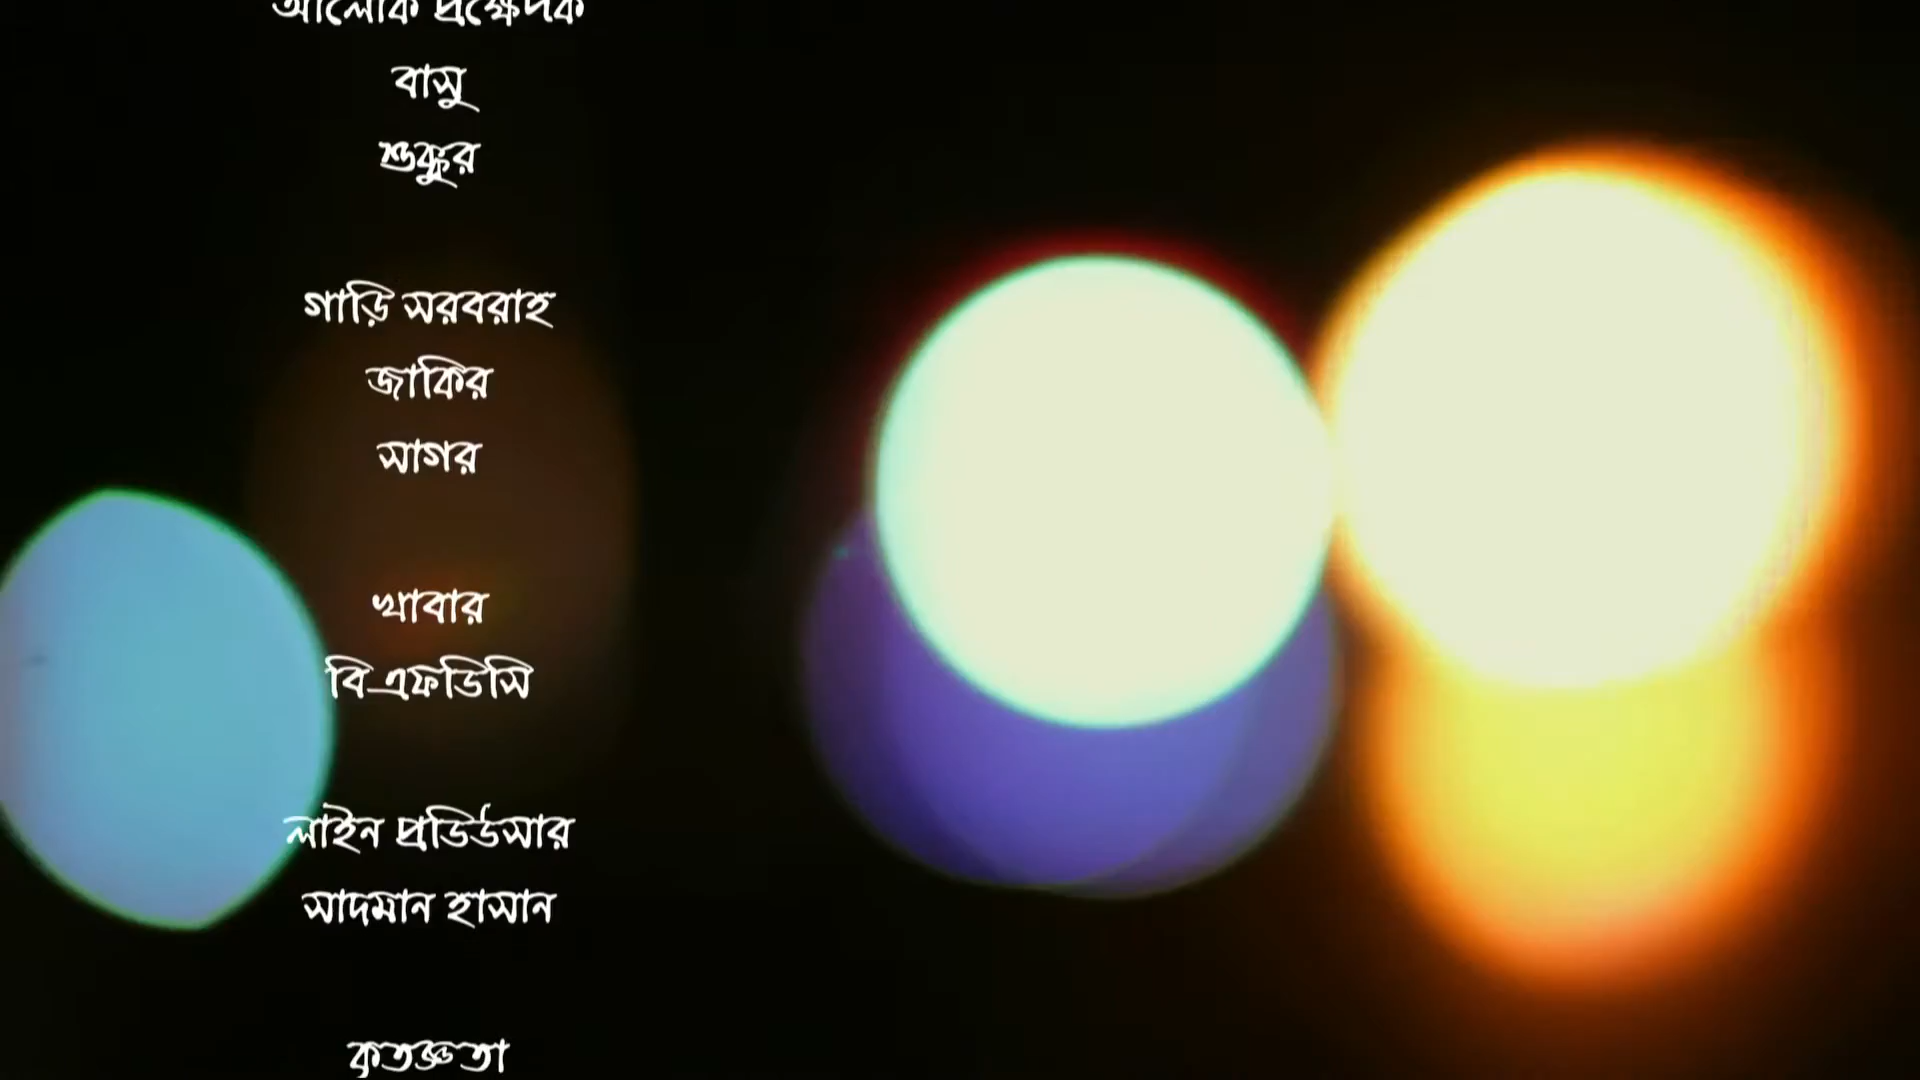 আলোক প্রক্ষেপক
বাসু
শুক্কুর
গাড়ি সরবরাহ
জাকির
সাগর
খাবার
বি এফডিসি
লাইন প্রডিউসার
সাদমান হাসান
কৃতজ্ঞতা